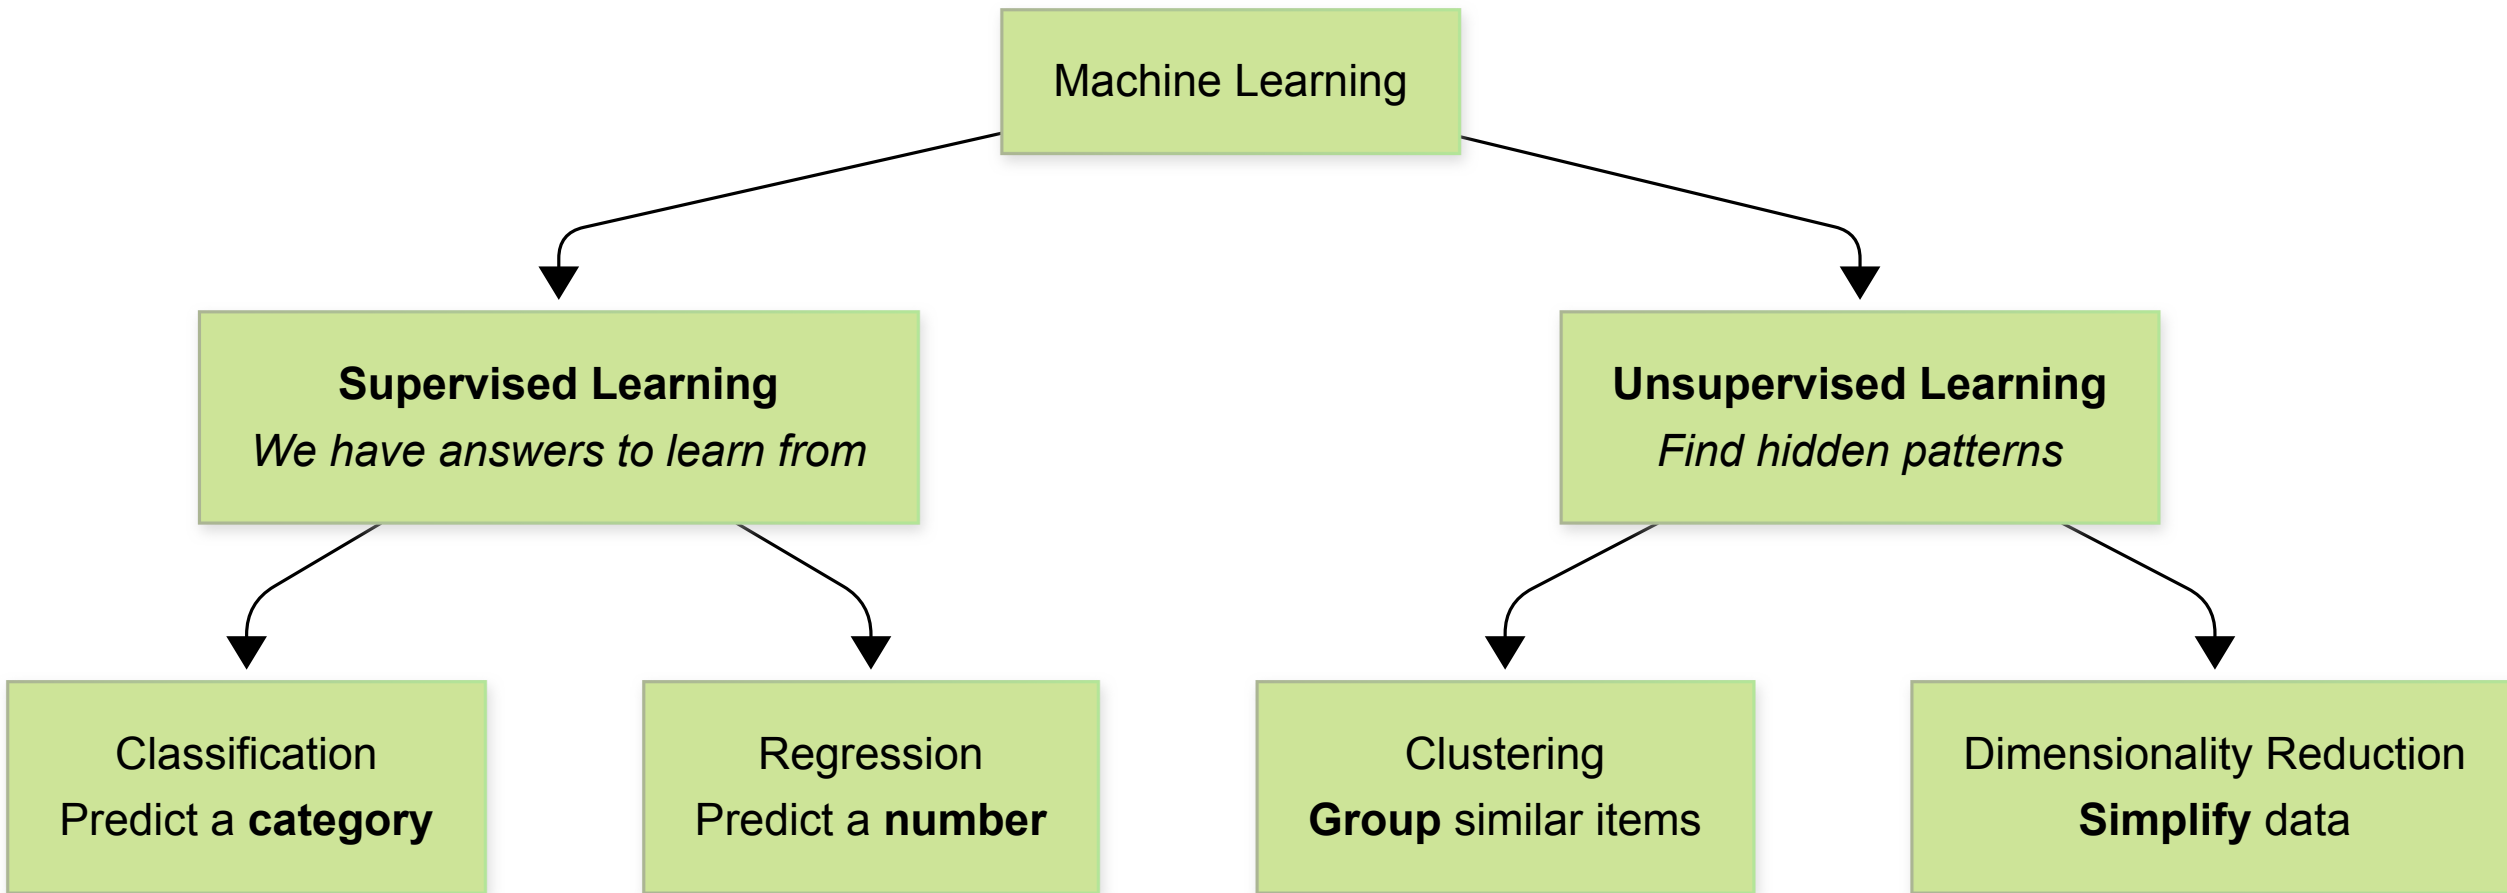 Machine Learning
Supervised Learning
We have answers to learn from
Unsupervised Learning
Find hidden patterns
Classification
Predict a category
Regression
Predict a number
Clustering
Group similar items
Dimensionality Reduction
Simplify data